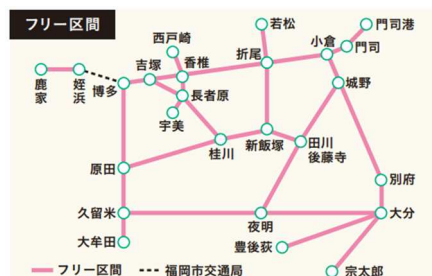 フリー区間
若松
門司港
西戸崎
小倉
門司
折尾
吉塚
香椎
鹿家
姪浜
博多
長者原
城野
宇美
桂川
新飯塚
田川後藤寺
原田
別府
久留米
夜明
大分
大牟田
豊後荻
宗太郎
フリー区間
福岡市交通局